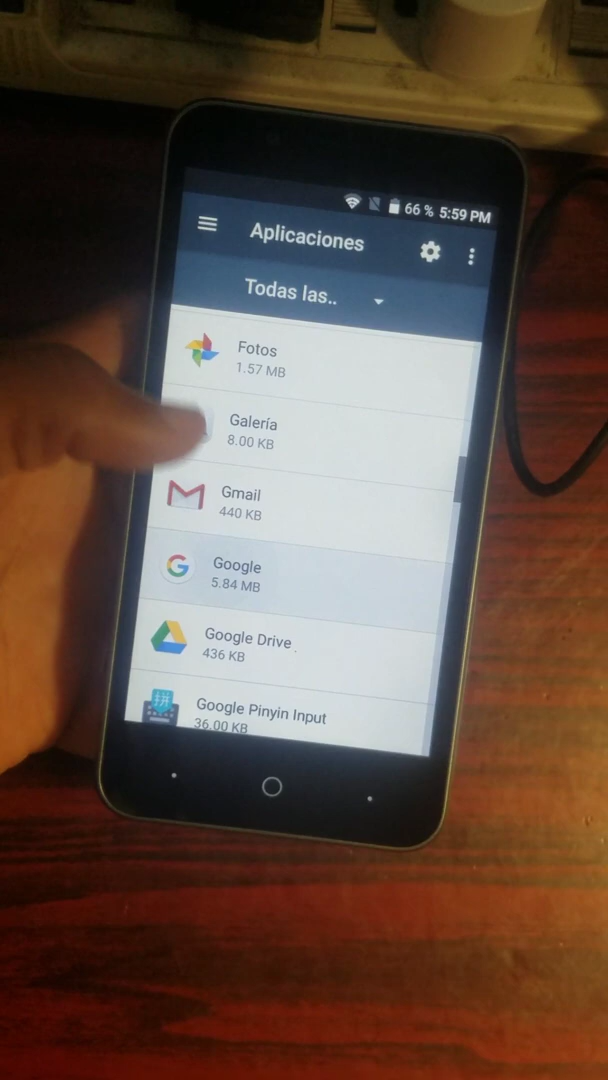 66 % 5:59 PM
Aplicaciones
Todas las..
Fotos
1.57 MB
Galería
8.00 KB
Gmail
440 KB
Google
5.84 MB
Google Drive
436 KB
Google Pinyin Input
36.00 KB